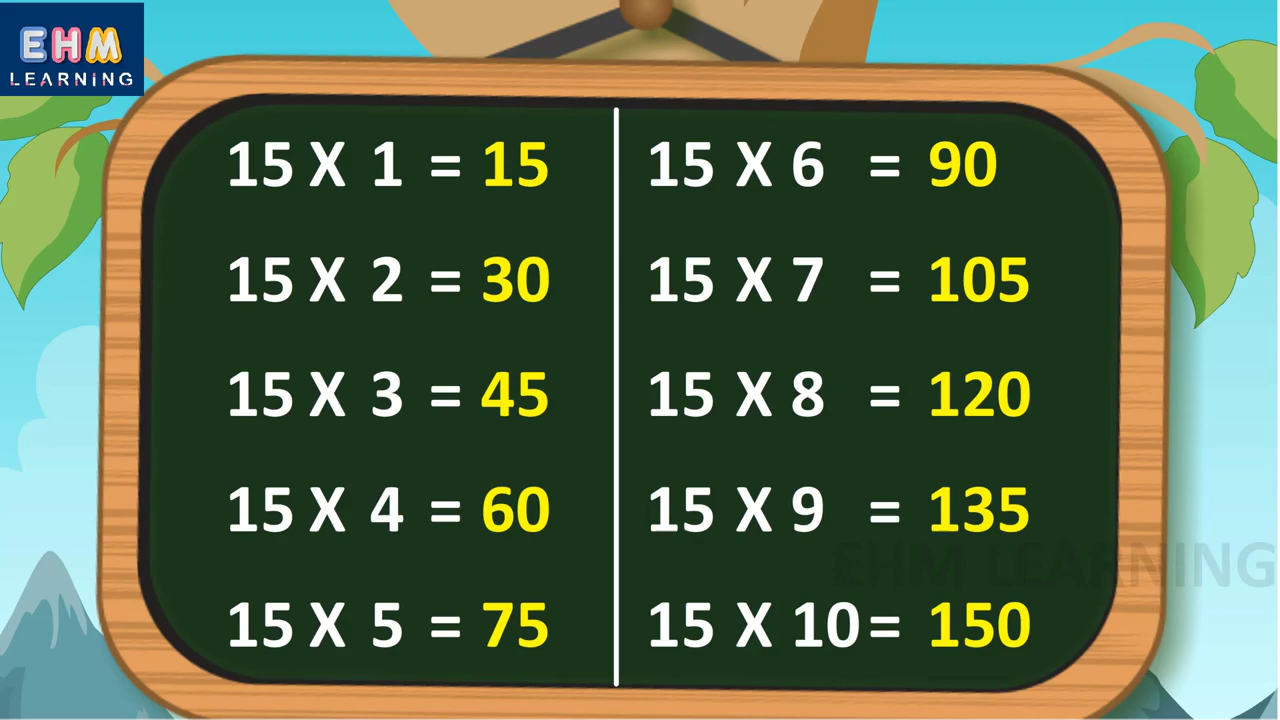 EHM
LEARNING
15 X 1 = 15
15 X 2 = 30
15 X 3 = 45
15 X 4 = 60
15 X 5 = 75
15 X 6 = 90
15 X 7 = 105
15 X 8 = 120
15 X 9 = 135
15 X 10 = 150
EHM LEARNING